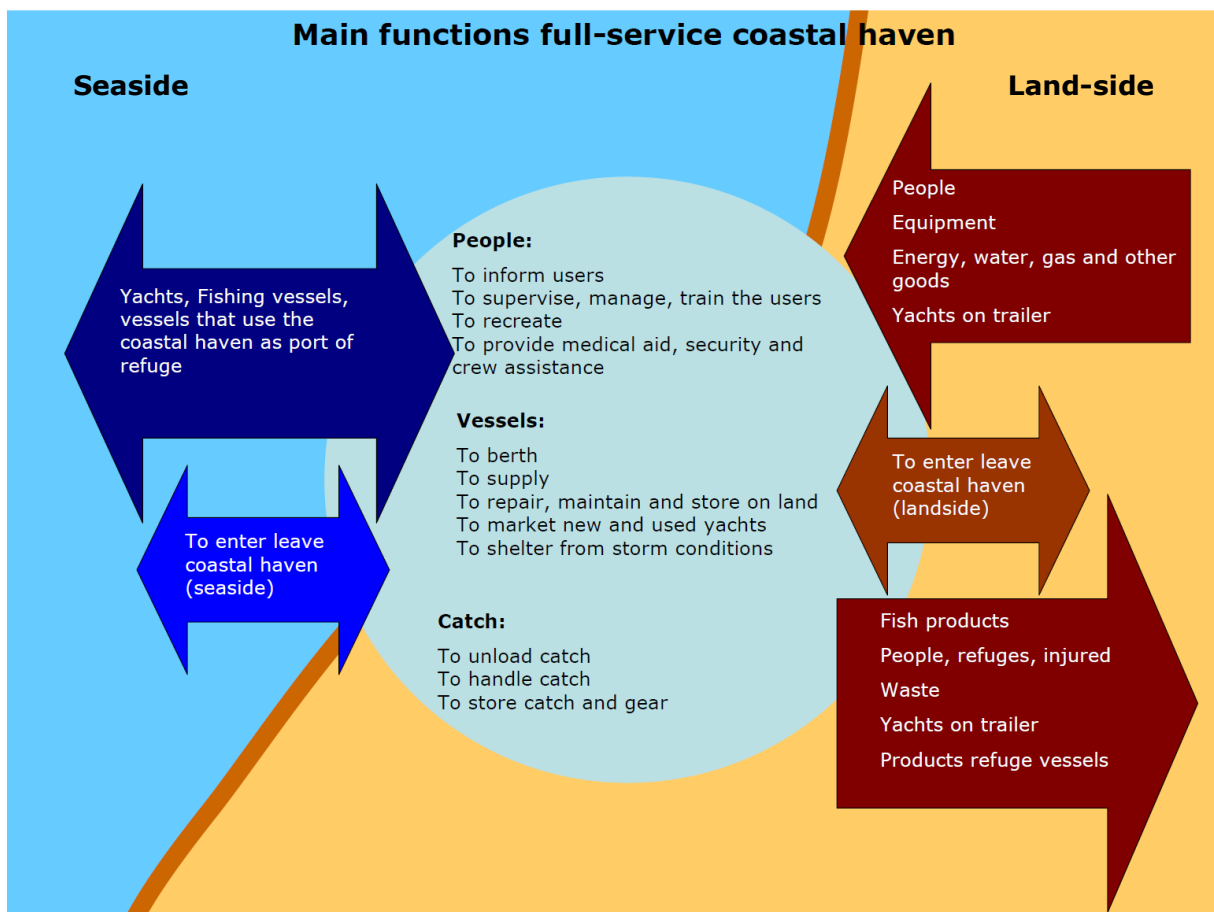 Main functions full-service coastal haven
Seaside
Land-side
Yachts, Fishing vessels,
vessels that use the
coastal haven as port of
refuge
To enter leave
coastal haven
(seaside)
People:
To inform users
To supervise, manage, train the users
To recreate
To provide medical aid, security and
crew assistance
Vessels:
To berth
To supply
To repair, maintain and store on land
To market new and used yachts
To shelter from storm conditions
Catch:
To unload catch
To handle catch
To store catch and gear
People
Equipment
Energy, water, gas and other
goods
Yachts on trailer
To enter leave
coastal haven
(landside)
Fish products
People, refuges, injured
Waste
Yachts on trailer
Products refuge vessels